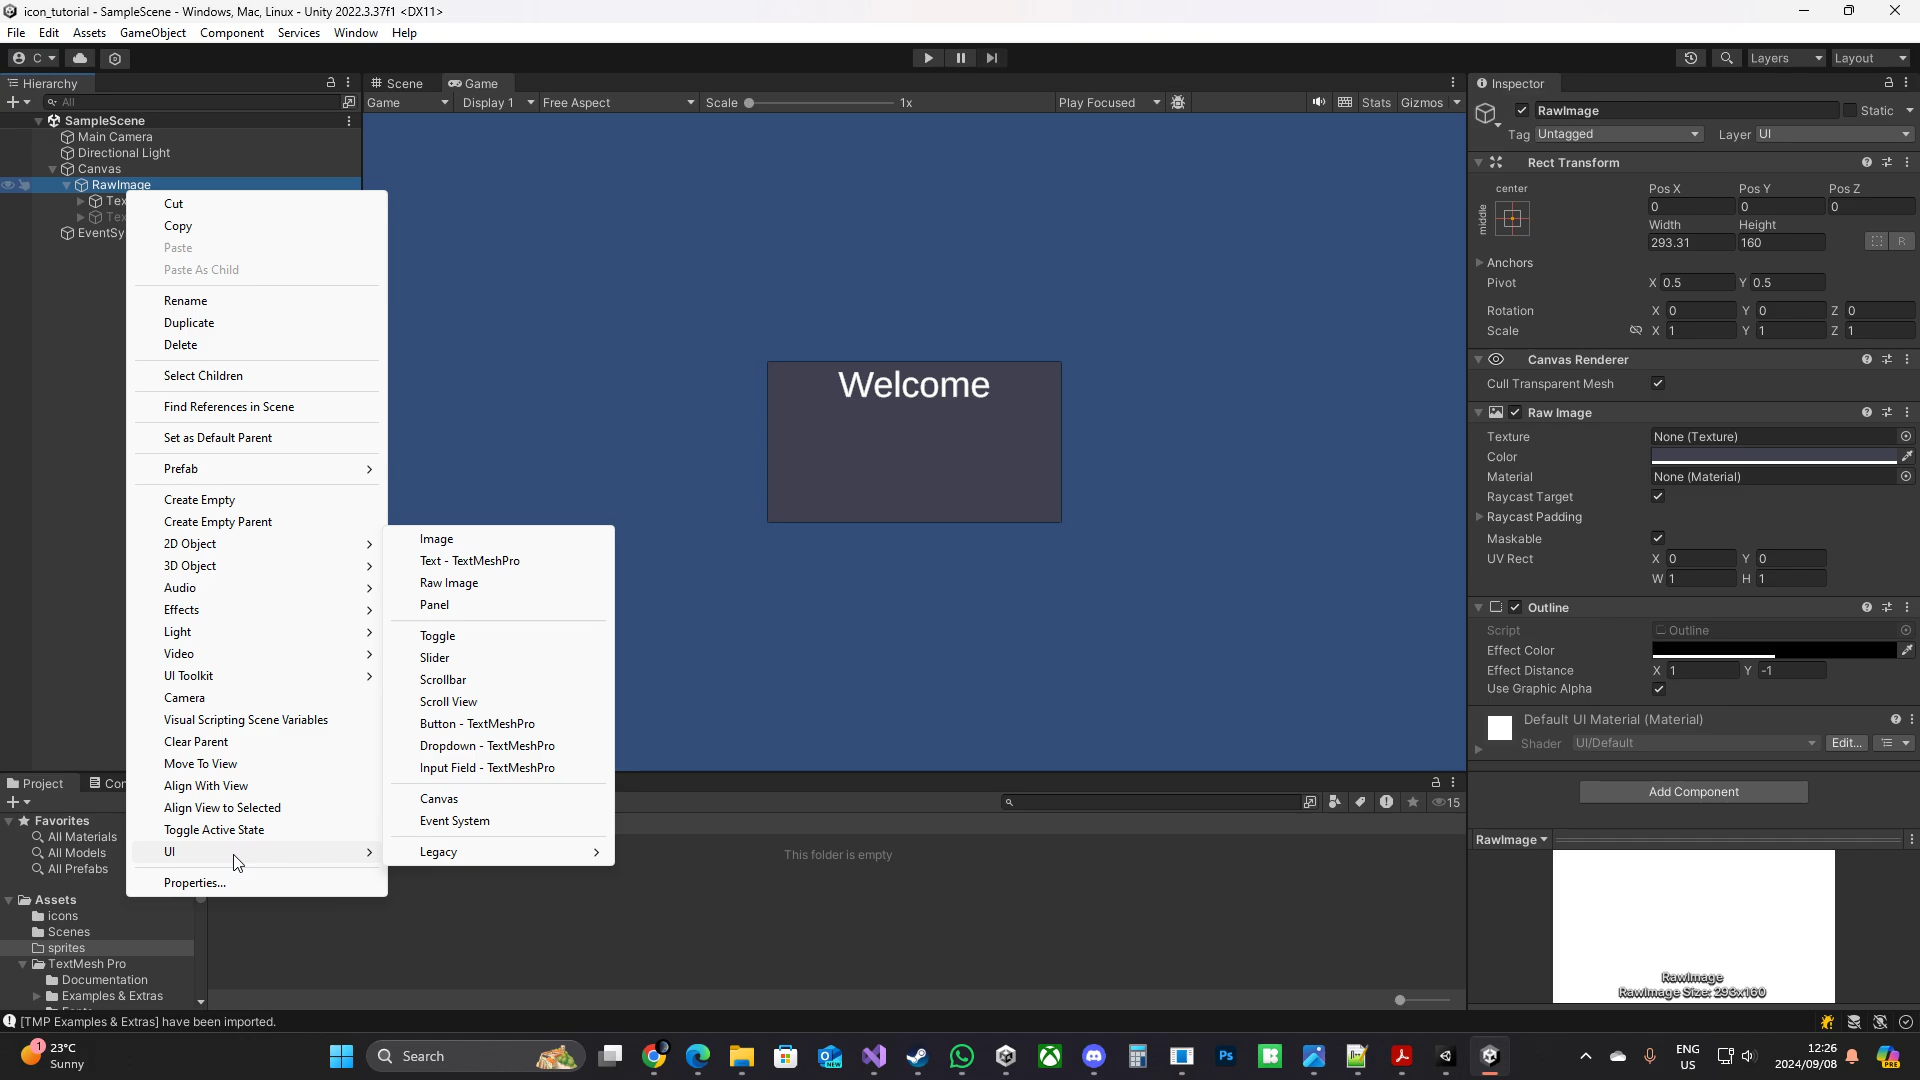 icon_tutorial - SampleScene - Windows, Mac, Linux - Unity 2022.3.37f1 <DX11>
File Edit Assets GameObject Component Services Window Help
C Layers Layout
Hierarchy Scene Game Inspector
All Game Display 1 Free Aspect Scale 1x Play Focused Stats Gizmos
RawImage Static
SampleScene
Main Camera
Tag Untagged Layer UI
Directional Light
Canvas
Rect Transform
RawImage
center Pos X Pos Y Pos Z
Tex
0 0 0
Tex
middle
Width Height
EventSy
293.31 160 R
Cut
Copy
Paste
Paste As Child
Rename
Duplicate
Delete
Select Children
Find References in Scene
Set as Default Parent
Prefab
Create Empty
Create Empty Parent
2D Object
3D Object
Audio
Effects
Light
Video
UI Toolkit
Camera
Visual Scripting Scene Variables
Clear Parent
Move To View
Align With View
Align View to Selected
Toggle Active State
UI
Properties...
Image
Text - TextMeshPro
Raw Image
Panel
Toggle
Slider
Scrollbar
Scroll View
Button - TextMeshPro
Dropdown - TextMeshPro
Input Field - TextMeshPro
Canvas
Event System
Legacy
Welcome
Anchors
Pivot X 0.5 Y 0.5
Rotation X 0 Y 0 Z 0
Scale X 1 Y 1 Z 1
Canvas Renderer
Cull Transparent Mesh
Raw Image
Texture None (Texture)
Color
Material None (Material)
Raycast Target
Raycast Padding
Maskable
UV Rect X 0 Y 0
W 1 H 1
Outline
Script Outline
Effect Color
Effect Distance X 1 Y -1
Use Graphic Alpha
Default UI Material (Material)
Shader UI/Default Edit...
Add Component
RawImage
RawImage
RawImage Size: 293x160
Project Con
15
Favorites
All Materials
All Models
All Prefabs
This folder is empty
Assets
icons
Scenes
sprites
TextMesh Pro
Documentation
Examples & Extras
[TMP Examples & Extras] have been imported.
1
23°C
Sunny
Search
NEW
Ps
ENG
US
12:26
2024/09/08
PRE